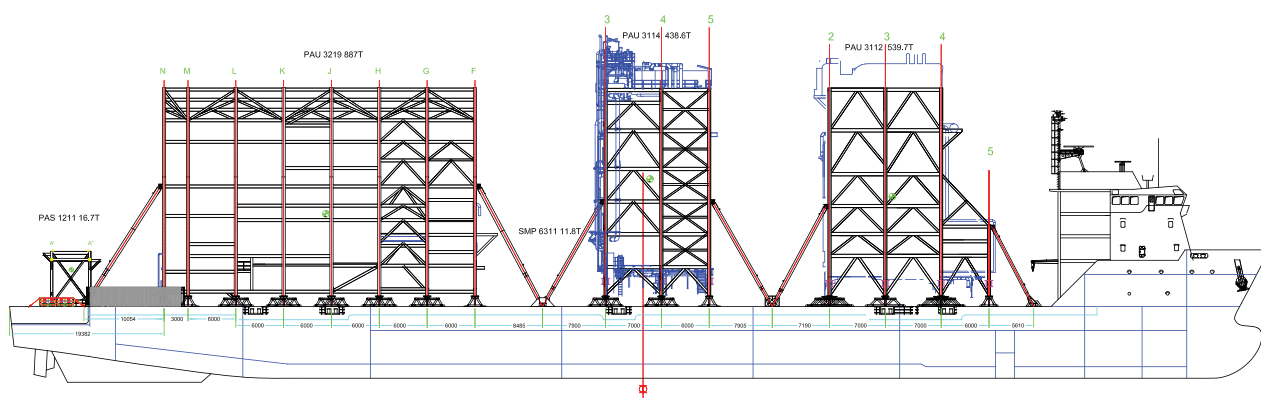 3 4 5
PAU 3114 438.6T
2 3 4
PAU 3112 539.7T
PAU 3219 887T
N M L K J H G F
5
PAS 1211 16.7T
SMP 6311 11.8T
A' A"
10054 3000 6000
6000 6000 6000 6000 6000 8485 7900 7000 6000 7905 7190 7000 7000 6000 5610
19382